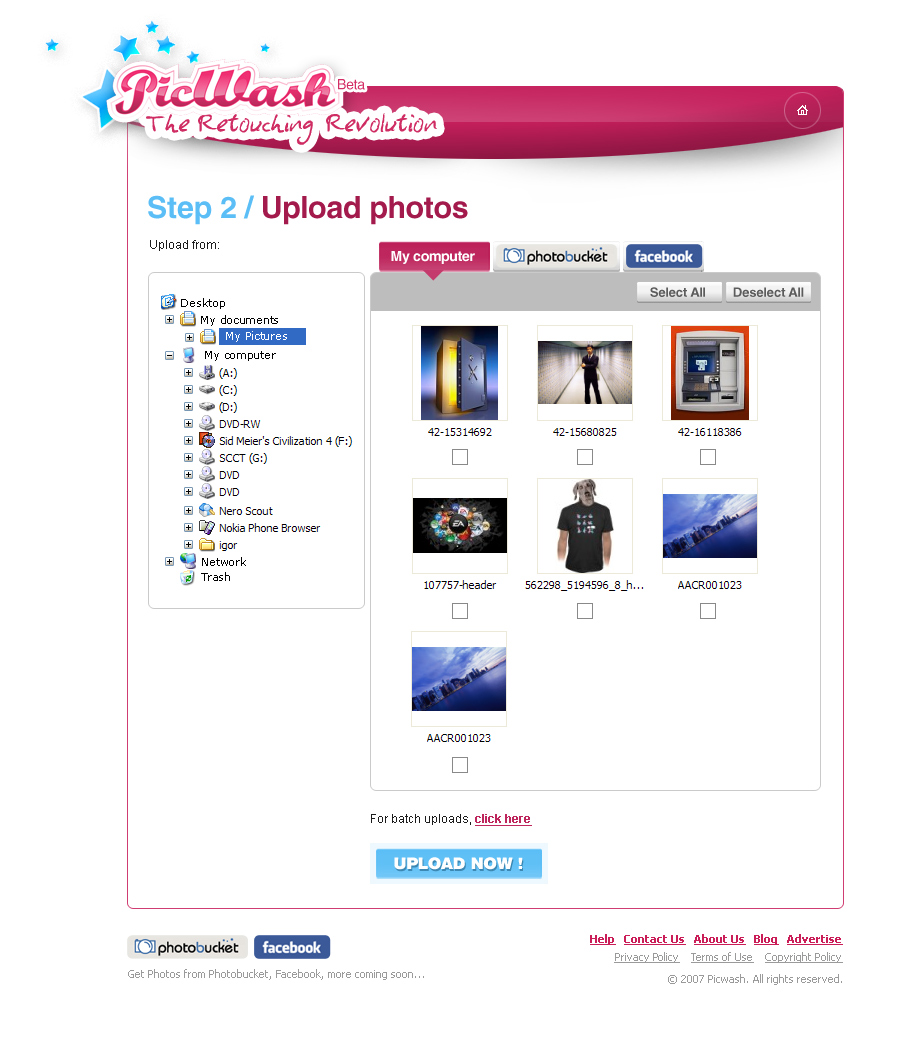 PicWash Beta
The Retouching Revolution
Step 2 / Upload photos
Upload from:
My computer
photobucket
facebook
Select All
Deselect All
Desktop
My documents
My Pictures
My computer
(A:)
(C:)
(D:)
DVD-RW
Sid Meier's Civilization 4 (F:)
SCCT (G:)
DVD
DVD
Nero Scout
Nokia Phone Browser
igor
Network
Trash
42-15314692
42-15680825
42-16118386
EA
107757-header
562298_5194596_8_h...
AACR001023
AACR001023
For batch uploads, click here
UPLOAD NOW !
photobucket
facebook
Get Photos from Photobucket, Facebook, more coming soon...
Help Contact Us About Us Blog Advertise
Privacy Policy Terms of Use Copyright Policy
© 2007 Picwash. All rights reserved.